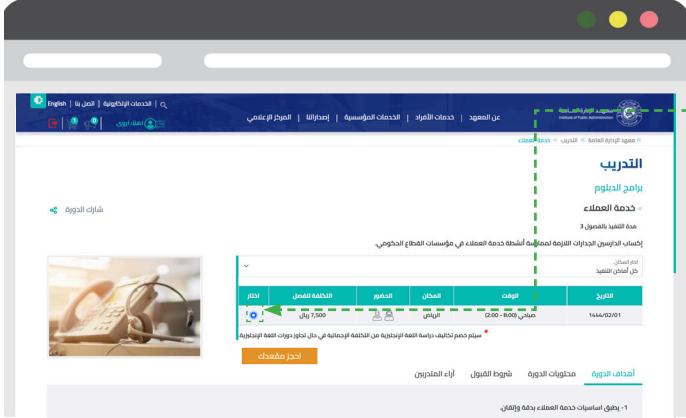 الخدمات الإلكترونية | اتصل بنا | English
اهلا، اروى
معهد الإدارة العامة
Institute of Public Administration
عن المعهد | خدمات الأفراد | الخدمات المؤسسية | إصداراتنا | المركز الإعلامي
معهد الإدارة العامة » التدريب » خدمة العملاء
التدريب
برامج الدبلوم
» خدمة العملاء
شارك الدورة
مدة التنفيذ بالفصول 3
إكساب الدارسين الجدارات اللازمة لممارسة أنشطة خدمة العملاء في مؤسسات القطاع الحكومي.
اختر المكان
كل أماكن التنفيذ
التاريخ الوقت المكان الحضور التكلفة للفصل اختار
1444/02/01 صباحي (8:00 - 2:00) الرياض 7,500 ريال
* سيتم خصم تكاليف دراسة اللغة الإنجليزية من التكلفة الإجمالية في حال تجاوز دورات اللغة الإنجليزية.
احجز مقعدك
أهداف الدورة محتويات الدورة شروط القبول آراء المتدربين
1- يطبق اساسيات خدمة العملاء بدقة وإتقان.